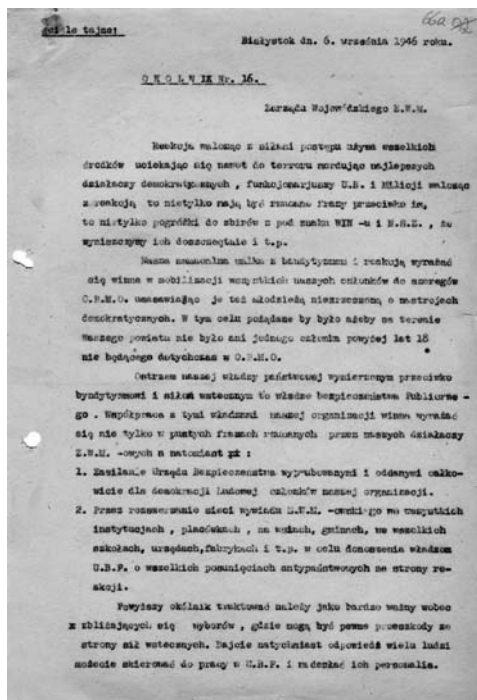 66a 92
ściśle tajne:
Białystok dn. 6. września 1946 roku.
O K Ó L N IK Nr. 16.
Zarządu Wojewódzkiego Z.W.M.
Reakcja walcząc z siłami postępu używa wszelkich
środków uciekając się nawet do terroru mordując najlepszych
działaczy demokratycznych , funkcjonarjuszy U.B. i Milicji walcząc
z reakcją to nietylko mają być rzucane frazy przeciwko im,
to nietylko pogróżki do zbirów z pod znaku WIN -u i N.S.Z. , że
wyniszczymy ich doszczętnie i t.p.
Nasza walka z bandytyzmem i reakcją wyrażać
się winna w mobilizacji wszystkich naszych członków do szeregów
O.R.M.O. je też młodzieżą niezrzeszoną o nastrojach
demokratycznych. W tym celu pożądane by było ażeby na terenie
Waszego powiatu nie było ani jednego członka powyżej lat 18
nie będącego dotychczas w O.R.M.O.
Ostrzem naszej władzy państwowej wymierzonym przeciwko
bandytyzmowi i siłom wstecznym to władze bezpieczeństwa Publiczne -
go . Współpraca z tymi władzami naszej organizacji winna wyrażać
się nie tylko w pustych frazach rzucanych przez naszych działaczy
Z.W.M. -owych a natomiast :
1. Zasilanie Urzędu Bezpieczeństwa wypróbowanymi i oddanymi całko-
wicie dla demokracji Ludowej członków naszej organizacji.
2. Przez rozszerzanie sieci wywiadu Z.W.M. -owskiego we wszystkich
instytucjach , placówkach , na wsiach, gminach, we wszelkich
szkołach, urzędach,fabrykach i t.p. w celu donoszenia władzom
U.B.P. o wszelkich posunięciach antypaństwowych ze strony re-
akcji.
Powyższy okólnik traktować należy jako bardzo ważny wobec
zbliżających się wyborów , gdzie mogą być pewne przeszkody ze
strony sił wstecznych. Dajcie natychmiast odpowiedź wielu ludzi
możecie skierować do pracy w U.B.P. i nadesłać ich personalia.